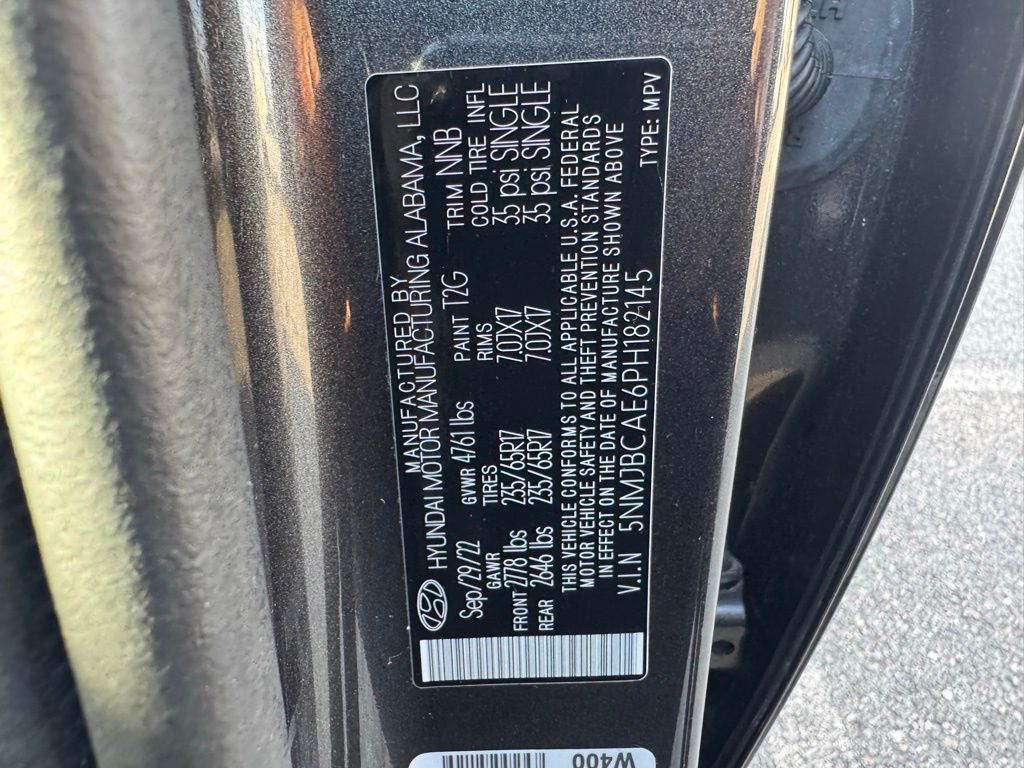 MANUFACTURED BY
HYUNDAI MOTOR MANUFACTURING ALABAMA, LLC
Sep/29/22 GVWR 4761 lbs PAINT T2G TRIM NNB
GAWR TIRES RIMS COLD TIRE INFL
FRONT 2778 lbs 235/65R17 7.0JX17 35 psi SINGLE
REAR 2646 lbs 235/65R17 7.0JX17 35 psi SINGLE
THIS VEHICLE CONFORMS TO ALL APPLICABLE U.S.A. FEDERAL
MOTOR VEHICLE SAFETY AND THEFT PREVENTION STANDARDS
IN EFFECT ON THE DATE OF MANUFACTURE SHOWN ABOVE
V.I.N 5NMJBCAE6PH182145 TYPE: MPV
W400